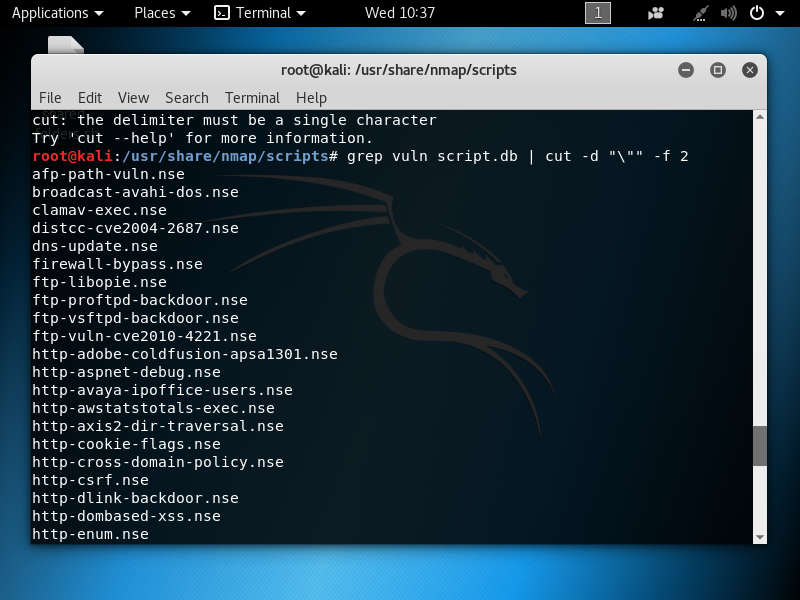 Applications Places Terminal Wed 10:37 1
root@kali: /usr/share/nmap/scripts
File Edit View Search Terminal Help
cut: the delimiter must be a single character
Try 'cut --help' for more information.
root@kali:/usr/share/nmap/scripts# grep vuln script.db | cut -d "\"" -f 2
afp-path-vuln.nse
broadcast-avahi-dos.nse
clamav-exec.nse
distcc-cve2004-2687.nse
dns-update.nse
firewall-bypass.nse
ftp-libopie.nse
ftp-proftpd-backdoor.nse
ftp-vsftpd-backdoor.nse
ftp-vuln-cve2010-4221.nse
http-adobe-coldfusion-apsa1301.nse
http-aspnet-debug.nse
http-avaya-ipoffice-users.nse
http-awstatstotals-exec.nse
http-axis2-dir-traversal.nse
http-cookie-flags.nse
http-cross-domain-policy.nse
http-csrf.nse
http-dlink-backdoor.nse
http-dombased-xss.nse
http-enum.nse